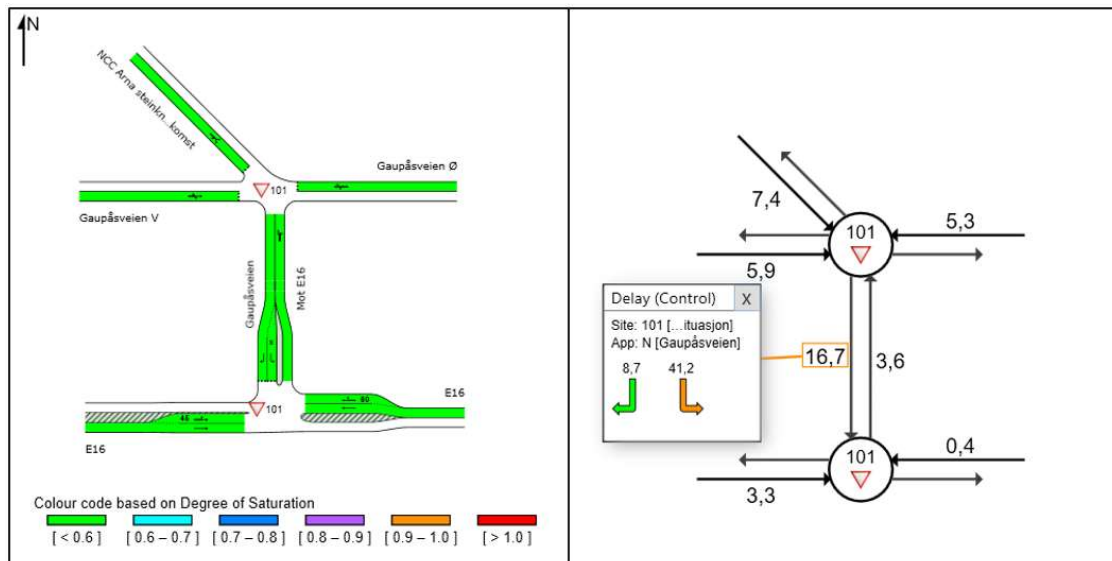 N
NCC Arna steinkn...komst
Gaupåsveien Ø
101
Gaupåsveien V
Gaupåsveien
Mot E16
60
E16
101
45
E16
Colour code based on Degree of Saturation
[ < 0.6 ] [ 0.6 – 0.7 ] [ 0.7 – 0.8 ] [ 0.8 – 0.9 ] [ 0.9 – 1.0 ] [ > 1.0 ]
7,4
101
5,3
5,9
Delay (Control) X
Site: 101 [...ituasjon]
App: N [Gaupåsveien]
8,7 41,2
16,7
3,6
101
0,4
3,3